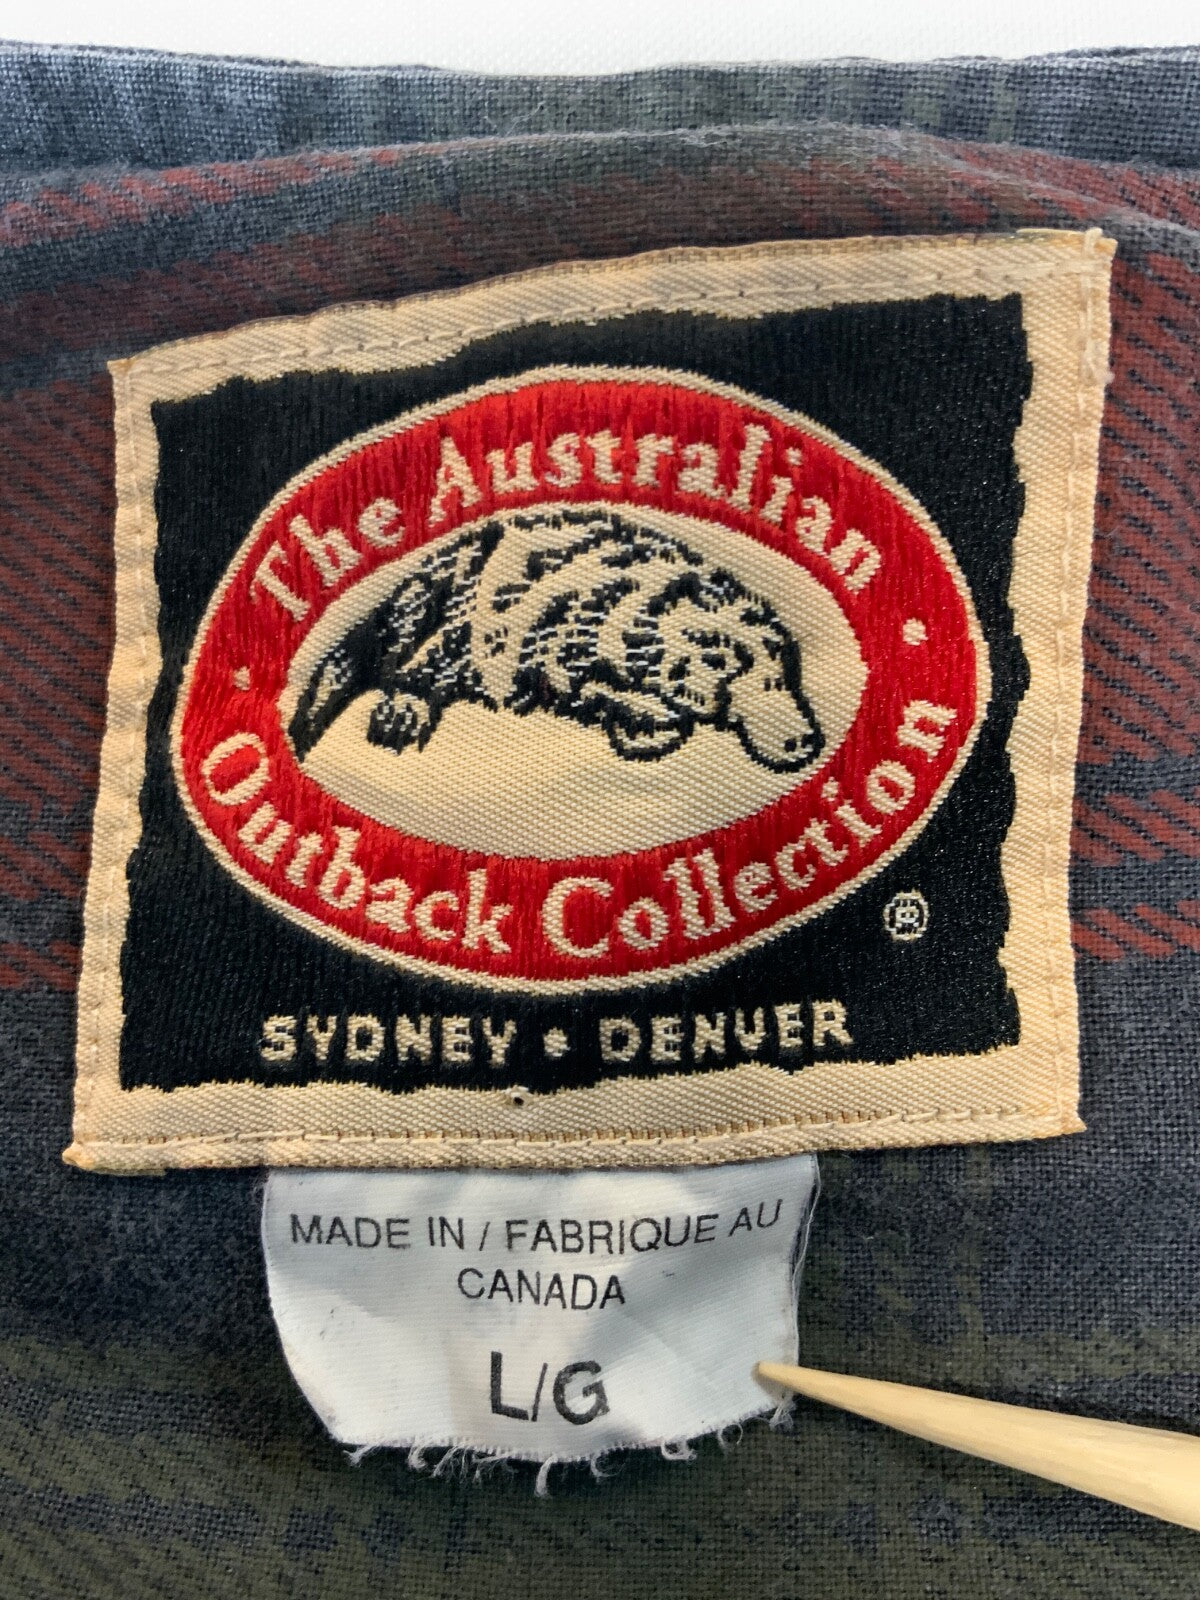 The Australian
Outback Collection
®
SYDNEY • DENVER
MADE IN / FABRIQUE AU
CANADA
L/G